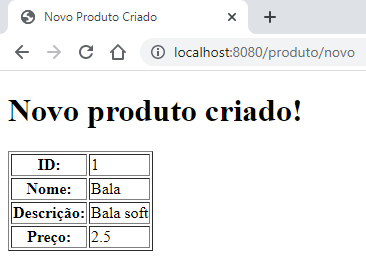 Novo Produto Criado
localhost:8080/produto/novo
Novo produto criado!
ID: 1
Nome: Bala
Descrição: Bala soft
Preço: 2.5